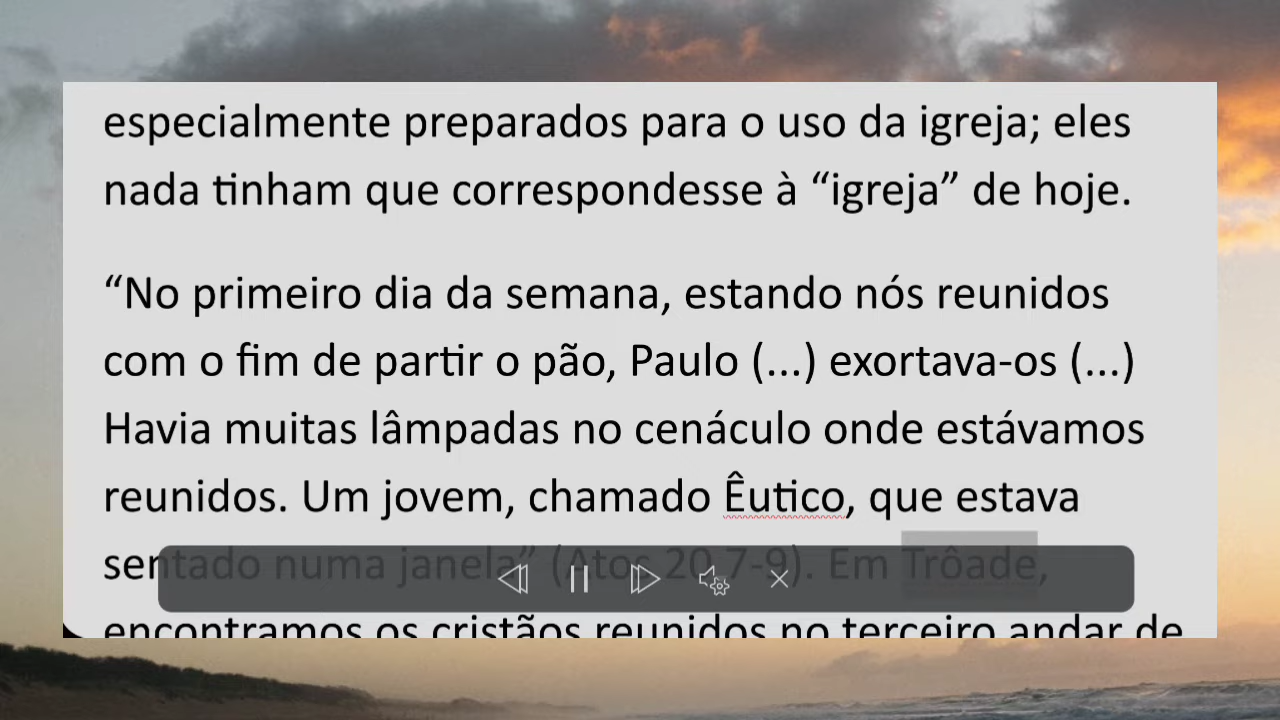 especialmente preparados para o uso da igreja; eles
nada tinham que correspondesse à “igreja” de hoje.
“No primeiro dia da semana, estando nós reunidos
com o fim de partir o pão, Paulo (...) exortava-os (...)
Havia muitas lâmpadas no cenáculo onde estávamos
reunidos. Um jovem, chamado Êutico, que estava
sentado numa janela” (Atos 20.7-9). Em Trôade,
encontramos os cristãos reunidos no terceiro andar de